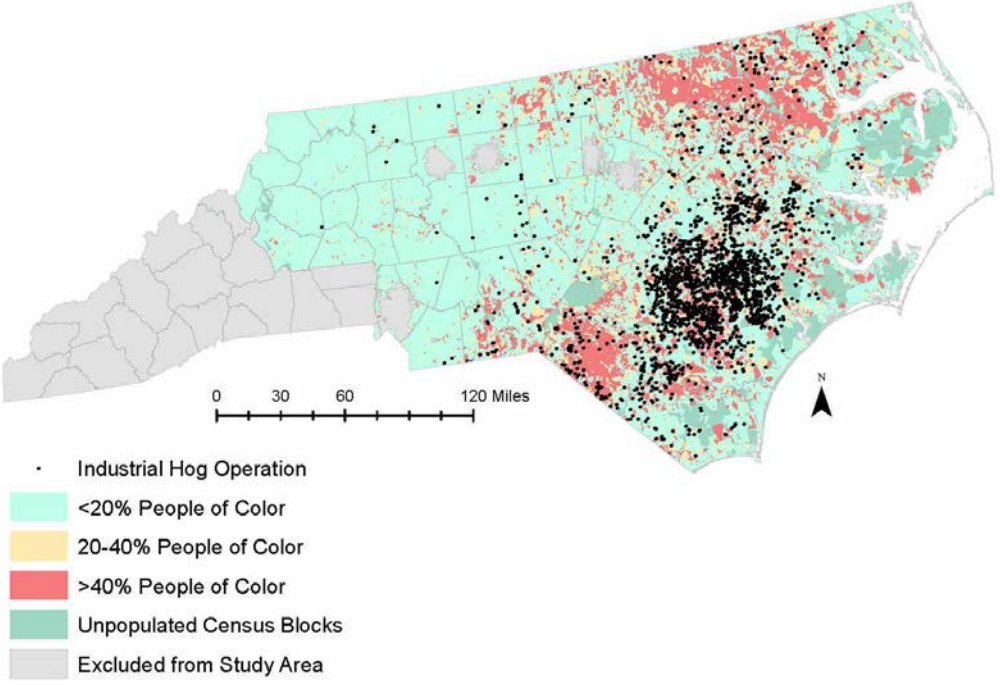 N
0 30 60 120 Miles
Industrial Hog Operation
<20% People of Color
20-40% People of Color
>40% People of Color
Unpopulated Census Blocks
Excluded from Study Area